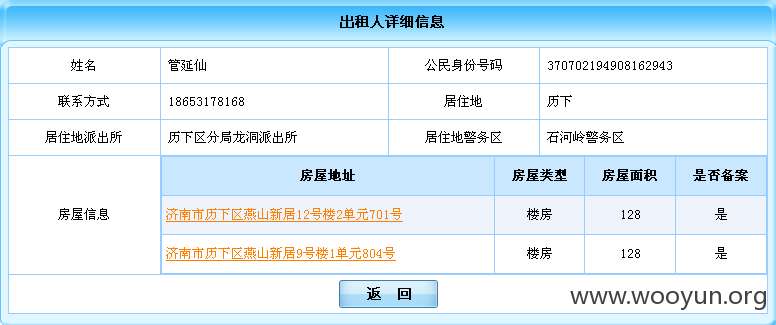 出租人详细信息
姓名 管延仙 公民身份号码 370702194908162943
联系方式 18653178168 居住地 历下
居住地派出所 历下区分局龙洞派出所 居住地警务区 石河岭警务区
房屋信息
房屋地址 房屋类型 房屋面积 是否备案
济南市历下区燕山新居12号楼2单元701号 楼房 128 是
济南市历下区燕山新居9号楼1单元804号 楼房 128 是
返 回
www.wooyun.org